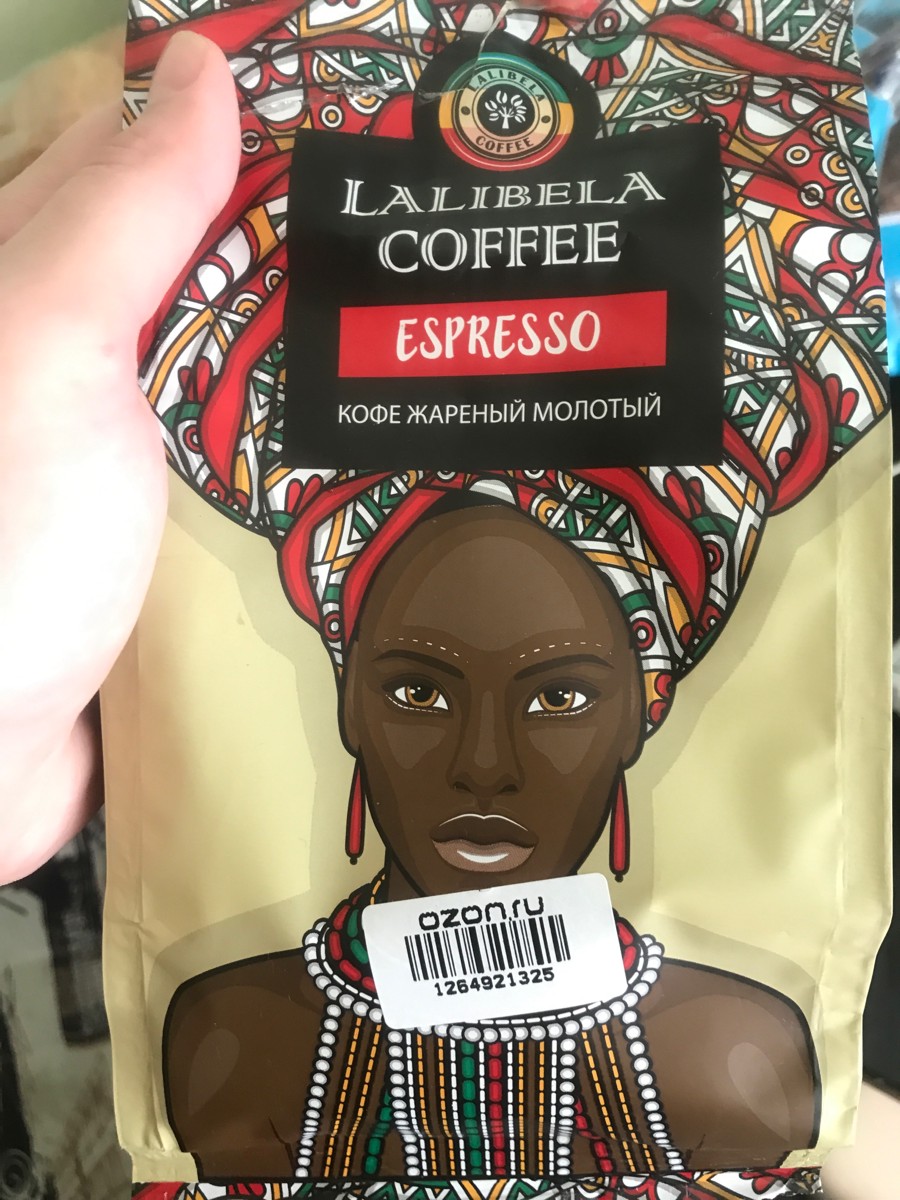 LALIBELA
COFFEE
LALIBELA
COFFEE
ESPRESSO
КОФЕ ЖАРЕНЫЙ МОЛОТЫЙ
ozon.ru
1264921325